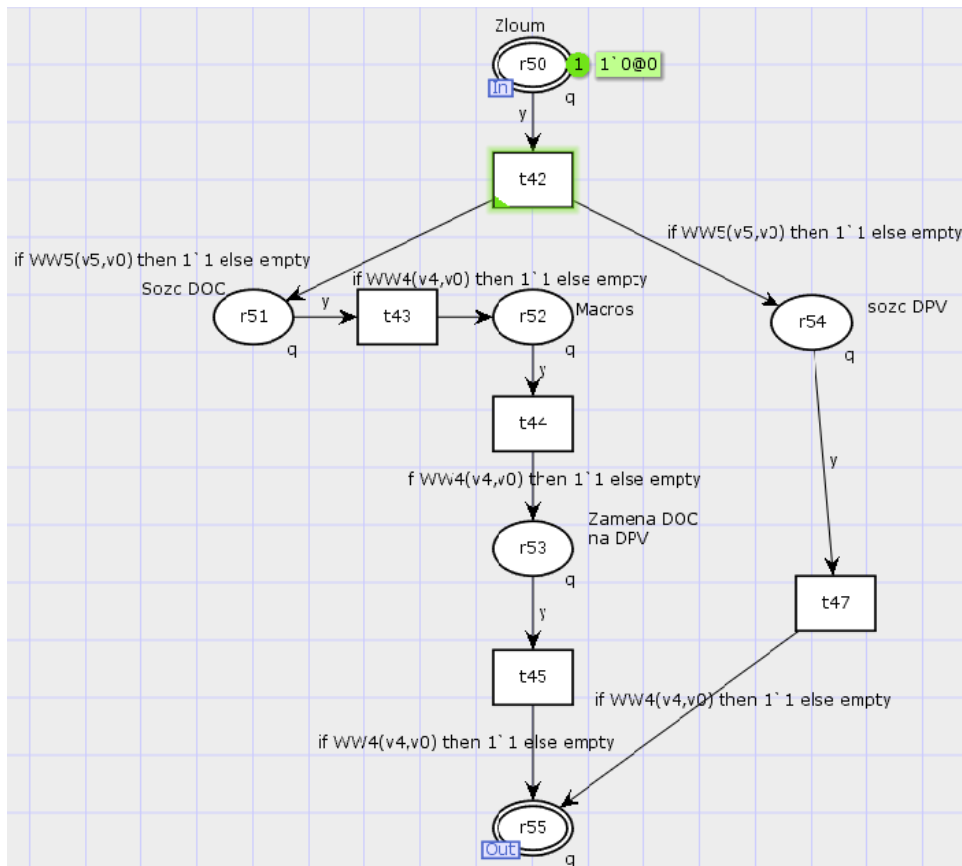 Zloum
r50
1
1`0@0
In
q
y
t42
if WW5(v5,v0) then 1`1 else empty
if WW5(v5,v0) then 1`1 else empty
if WW4(v4,v0) then 1`1 else empty
Sozc DOC
r51
y
t43
r52
Macros
r54
sozc DPV
q
q
q
y
t44
f WW4(v4,v0) then 1`1 else empty
y
Zamena DOC
na DPV
r53
q
y
t47
t45
if WW4(v4,v0) then 1`1 else empty
if WW4(v4,v0) then 1`1 else empty
r55
Out
q